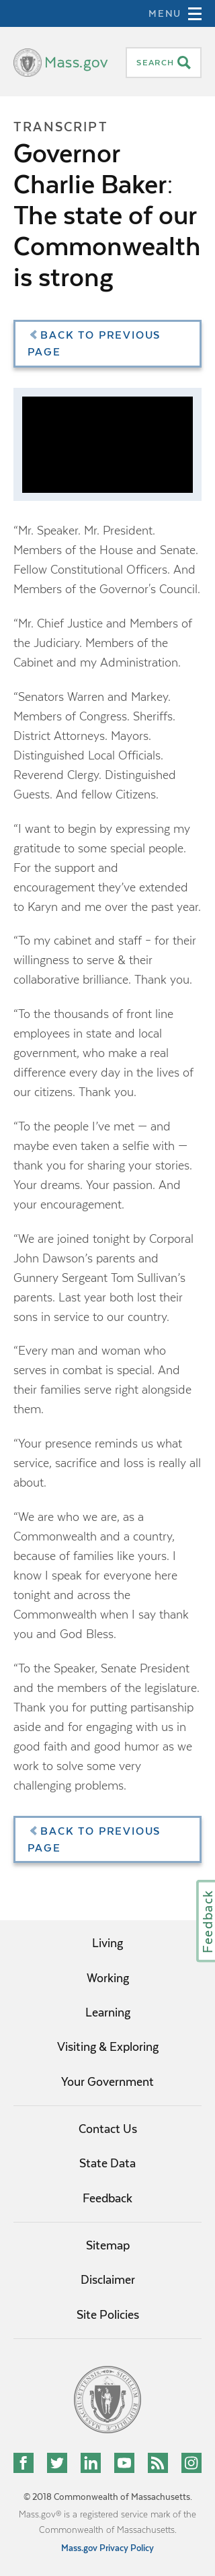 MENU
Mass.gov
SEARCH
TRANSCRIPT
Governor
Charlie Baker:
The state of our
Commonwealth
is strong
BACK TO PREVIOUS
PAGE
“Mr. Speaker. Mr. President.
Members of the House and Senate.
Fellow Constitutional Officers. And
Members of the Governor’s Council.
“Mr. Chief Justice and Members of
the Judiciary. Members of the
Cabinet and my Administration.
“Senators Warren and Markey.
Members of Congress. Sheriffs.
District Attorneys. Mayors.
Distinguished Local Officials.
Reverend Clergy. Distinguished
Guests. And fellow Citizens.
“I want to begin by expressing my
gratitude to some special people.
For the support and
encouragement they’ve extended
to Karyn and me over the past year.
“To my cabinet and staff – for their
willingness to serve & their
collaborative brilliance. Thank you.
“To the thousands of front line
employees in state and local
government, who make a real
difference every day in the lives of
our citizens. Thank you.
“To the people I’ve met — and
maybe even taken a selfie with —
thank you for sharing your stories.
Your dreams. Your passion. And
your encouragement.
“We are joined tonight by Corporal
John Dawson’s parents and
Gunnery Sergeant Tom Sullivan’s
parents. Last year both lost their
sons in service to our country.
“Every man and woman who
serves in combat is special. And
their families serve right alongside
them.
“Your presence reminds us what
service, sacrifice and loss is really all
about.
“We are who we are, as a
Commonwealth and a country,
because of families like yours. I
know I speak for everyone here
tonight and across the
Commonwealth when I say thank
you and God Bless.
“To the Speaker, Senate President
and the members of the legislature.
Thank you for putting partisanship
aside and for engaging with us in
good faith and good humor as we
work to solve some very
challenging problems.
BACK TO PREVIOUS
PAGE
Feedback
Living
Working
Learning
Visiting & Exploring
Your Government
Contact Us
State Data
Feedback
Sitemap
Disclaimer
Site Policies
© 2018 Commonwealth of Massachusetts.
Mass.gov® is a registered service mark of the
Commonwealth of Massachusetts.
Mass.gov Privacy Policy